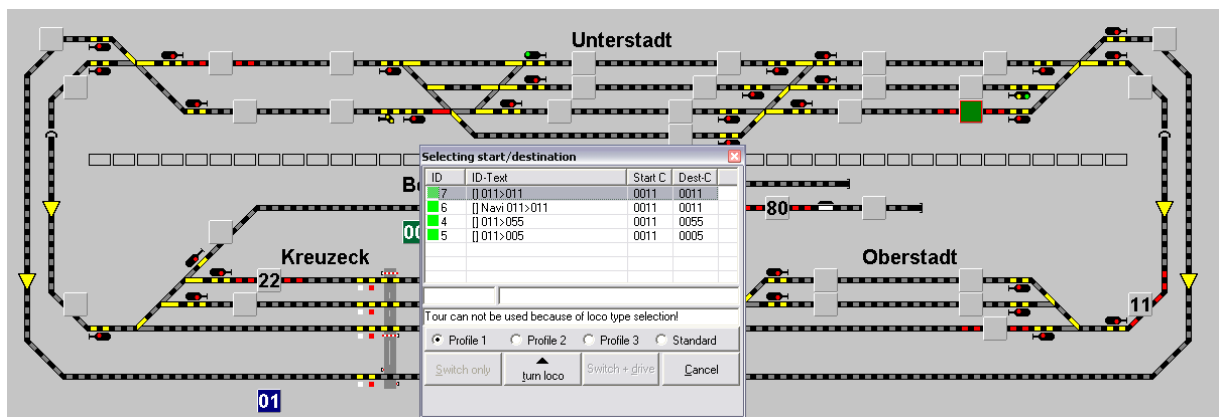 Unterstadt
Selecting start/destination
ID ID-Text Start C Dest-C
7 [] 011>011 0011 0011
6 [] Navi 011>011 0011 0011
4 [] 011>055 0011 0055
5 [] 011>005 0011 0005
80
Kreuzeck
Oberstadt
22
11
Tour can not be used because of loco type selection!
Profile 1 Profile 2 Profile 3 Standard
Switch only turn loco Switch + drive Cancel
01